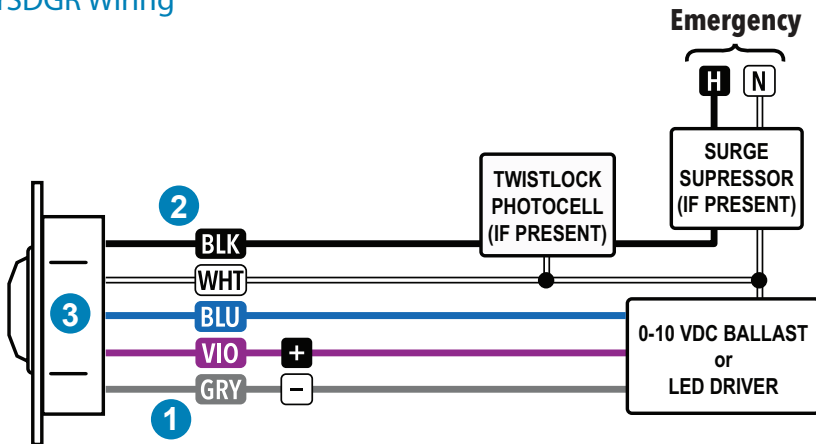 Wiring
Emergency
H N
SURGE
SUPRESSOR
(IF PRESENT)
TWISTLOCK
PHOTOCELL
(IF PRESENT)
2
BLK
WHT
3
BLU
VIO +
GRY −
1
0-10 VDC BALLAST
or
LED DRIVER